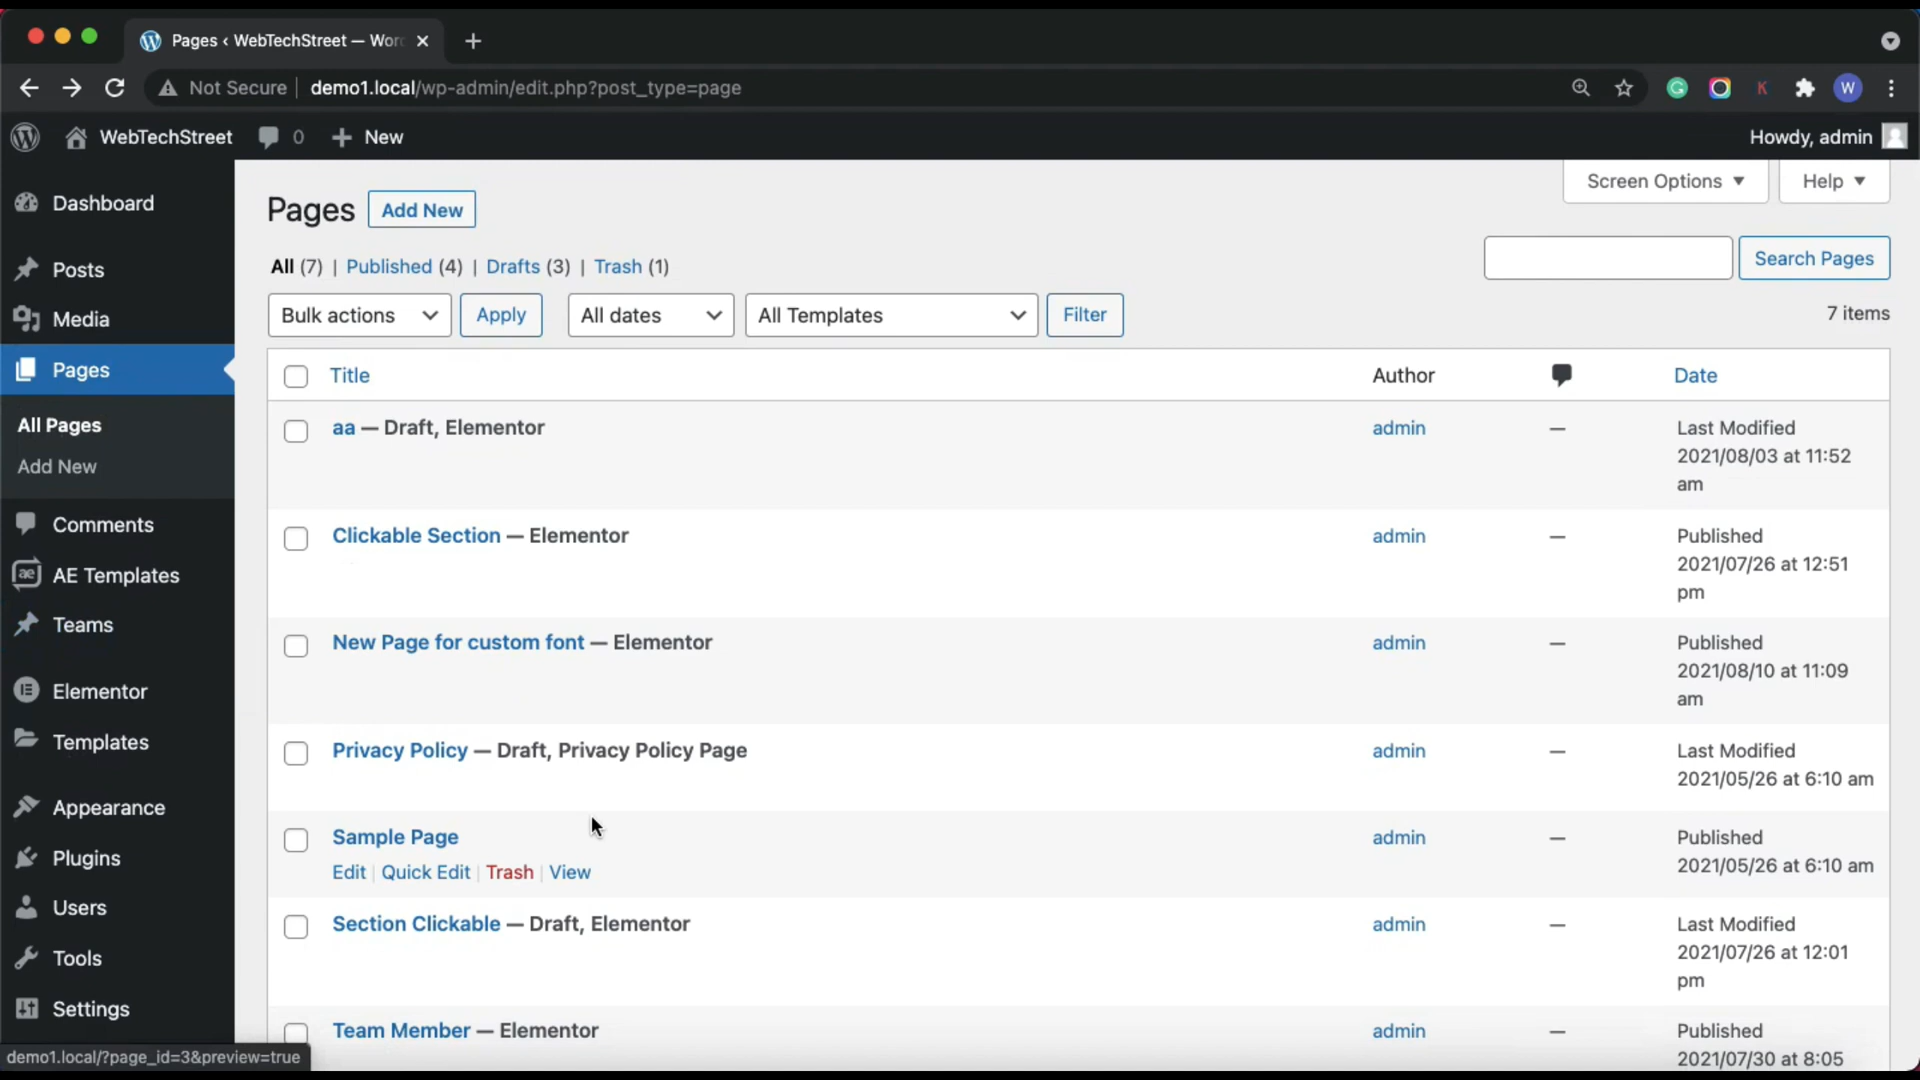 Pages ‹ WebTechStreet — Wor
Not Secure | demo1.local/wp-admin/edit.php?post_type=page
K
W
WebTechStreet 0 New
Howdy, admin
Dashboard
Posts
Media
Pages
All Pages
Add New
Comments
ae AE Templates
Teams
Elementor
Templates
Appearance
Plugins
Users
Tools
Settings
Screen Options ▼
Help ▼
Pages Add New
All (7) | Published (4) | Drafts (3) | Trash (1)
Search Pages
Bulk actions Apply All dates All Templates Filter
7 items
Title Author Date
aa — Draft, Elementor admin — Last Modified
2021/08/03 at 11:52
am
Clickable Section — Elementor admin — Published
2021/07/26 at 12:51
pm
New Page for custom font — Elementor admin — Published
2021/08/10 at 11:09
am
Privacy Policy — Draft, Privacy Policy Page admin — Last Modified
2021/05/26 at 6:10 am
Sample Page admin — Published
Edit | Quick Edit | Trash | View 2021/05/26 at 6:10 am
Section Clickable — Draft, Elementor admin — Last Modified
2021/07/26 at 12:01
pm
Team Member — Elementor admin — Published
2021/07/30 at 8:05
demo1.local/?page_id=3&preview=true